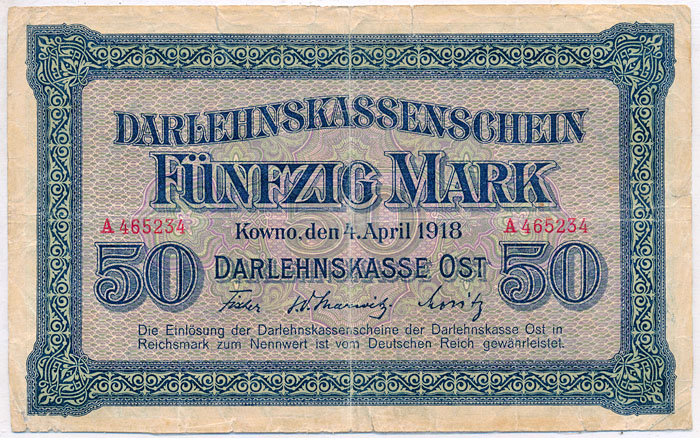 DARLEHNSKASSENSCHEIN
FÜNFZIG MARK
A 465234 A 465234
Kowno, den 4. April 1918
50 50
DARLEHNSKASSE OST
Die Einlösung der Darlehnskassenscheine der Darlehnskasse Ost in
Reichsmark zum Nennwert ist vom Deutschen Reich gewährleistet.